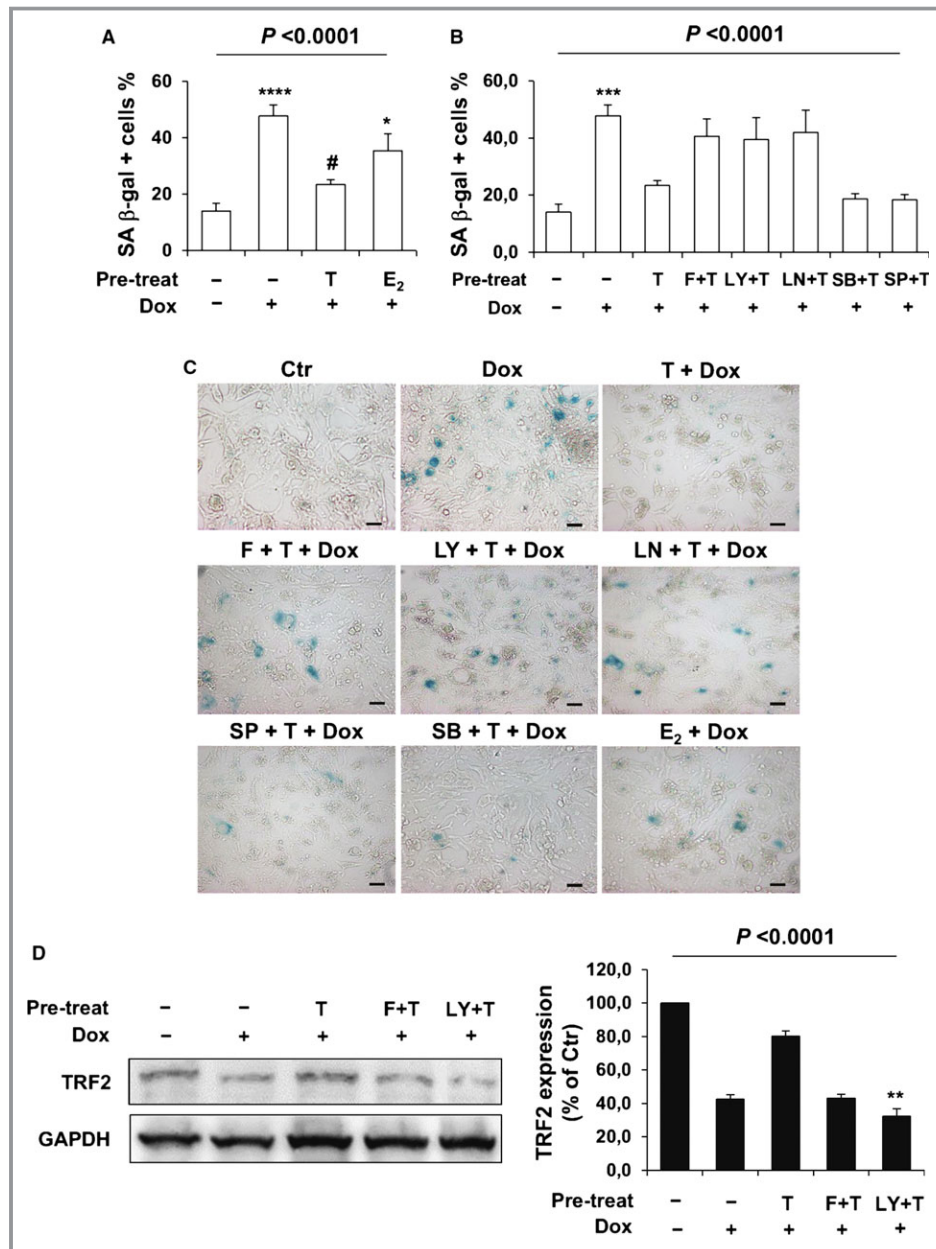 A
P <0.0001
SA β-gal + cells %
60
40
20
0
****
#
*
Pre-treat – – T E₂
Dox – + + +
B
P <0.0001
SA β-gal + cells %
60,0
40,0
20,0
0,0
***
Pre-treat – – T F+T LY+T LN+T SB+T SP+T
Dox – + + + + + + +
C
Ctr Dox T + Dox
F + T + Dox LY + T + Dox LN + T + Dox
SP + T + Dox SB + T + Dox E₂ + Dox
D
Pre-treat – – T F+T LY+T
Dox – + + + +
TRF2
GAPDH
P <0.0001
TRF2 expression
(% of Ctr)
120,0
100,0
80,0
60,0
40,0
20,0
0,0
**
Pre-treat – – T F+T LY+T
Dox – + + + +